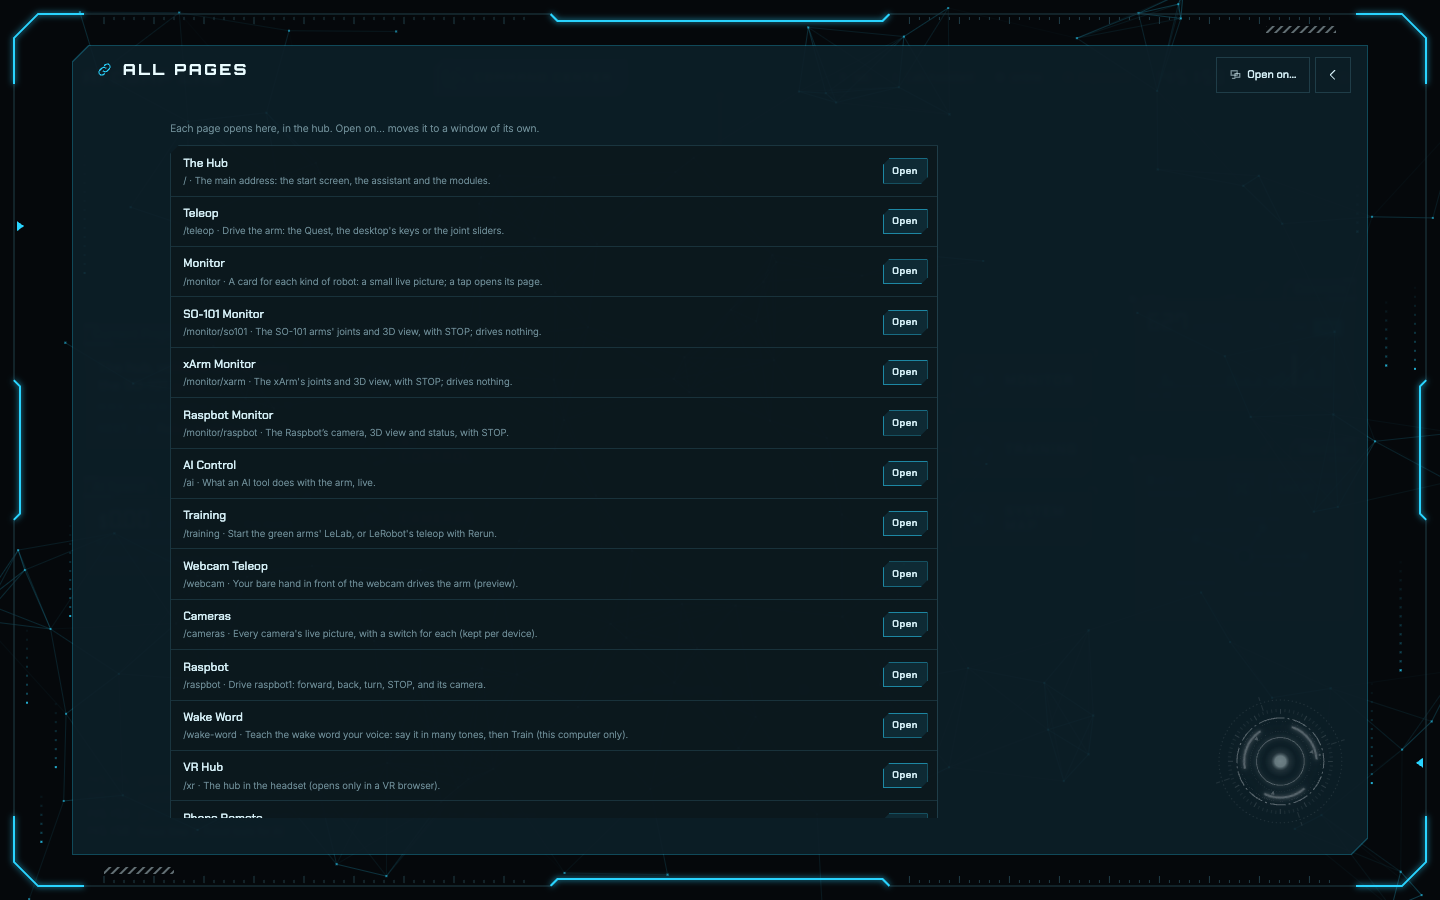 ALL PAGES
Open on...
Each page opens here, in the hub. Open on... moves it to a window of its own.
The Hub
/ · The main address: the start screen, the assistant and the modules.
Open
Teleop
/teleop · Drive the arm: the Quest, the desktop's keys or the joint sliders.
Open
Monitor
/monitor · A card for each kind of robot: a small live picture; a tap opens its page.
Open
SO-101 Monitor
/monitor/so101 · The SO-101 arms' joints and 3D view, with STOP; drives nothing.
Open
xArm Monitor
/monitor/xarm · The xArm's joints and 3D view, with STOP; drives nothing.
Open
Raspbot Monitor
/monitor/raspbot · The Raspbot's camera, 3D view and status, with STOP.
Open
AI Control
/ai · What an AI tool does with the arm, live.
Open
Training
/training · Start the green arms' LeLab, or LeRobot's teleop with Rerun.
Open
Webcam Teleop
/webcam · Your bare hand in front of the webcam drives the arm (preview).
Open
Cameras
/cameras · Every camera's live picture, with a switch for each (kept per device).
Open
Raspbot
/raspbot · Drive raspbot1: forward, back, turn, STOP, and its camera.
Open
Wake Word
/wake-word · Teach the wake word your voice: say it in many tones, then Train (this computer only).
Open
VR Hub
/xr · The hub in the headset (opens only in a VR browser).
Open
Phone Remote